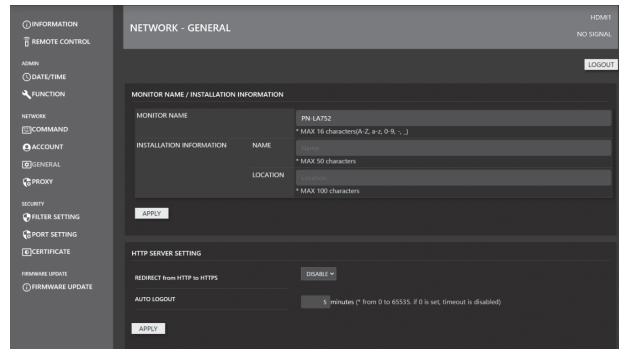 INFORMATION
REMOTE CONTROL
ADMIN
DATE/TIME
FUNCTION
NETWORK
COMMAND
ACCOUNT
GENERAL
PROXY
SECURITY
FILTER SETTING
PORT SETTING
CERTIFICATE
FIRMWARE UPDATE
FIRMWARE UPDATE
NETWORK - GENERAL
HDMI1
NO SIGNAL
LOGOUT
MONITOR NAME / INSTALLATION INFORMATION
MONITOR NAME
PN-LA752
* MAX 16 characters(A-Z, a-z, 0-9, -, _)
INSTALLATION INFORMATION NAME
Name
* MAX 50 characters
LOCATION
Location
* MAX 100 characters
APPLY
HTTP SERVER SETTING
REDIRECT from HTTP to HTTPS DISABLE
AUTO LOGOUT 5 minutes (* from 0 to 65535. if 0 is set, timeout is disabled)
APPLY